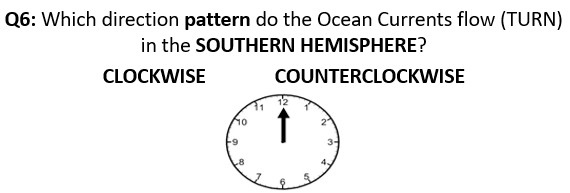 Q6: Which direction pattern do the Ocean Currents flow (TURN)
in the SOUTHERN HEMISPHERE?
CLOCKWISE COUNTERCLOCKWISE
12
11 1
10 2
9 3
8 4
7 5
6